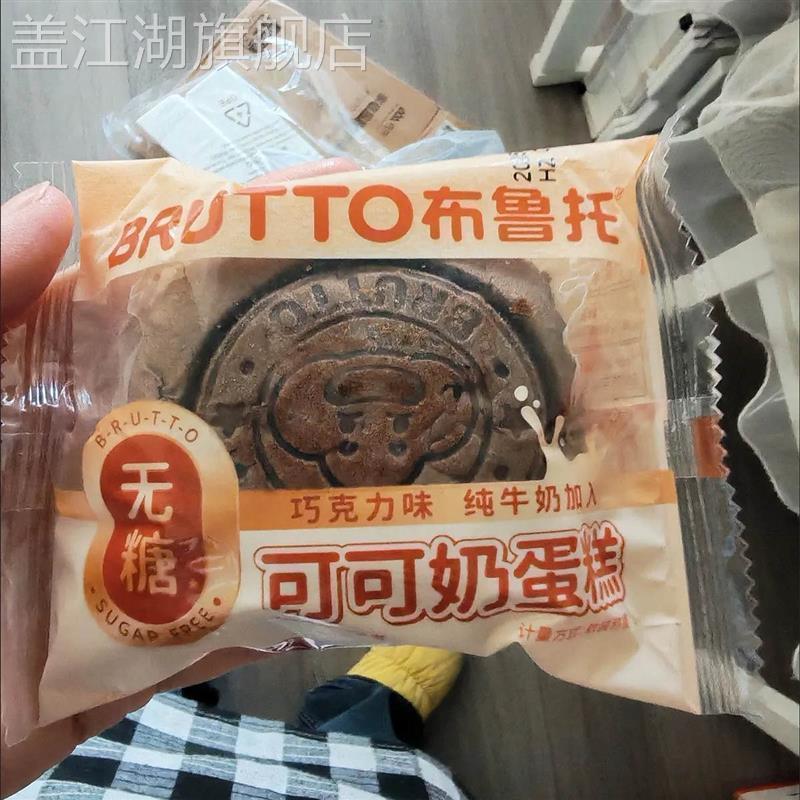 盖江湖旗舰店
BRUTTO布鲁托
BRUTTO
B-R-U-T-T-O
无糖
SUGAR FREE
巧克力味 纯牛奶加入
可可奶蛋糕